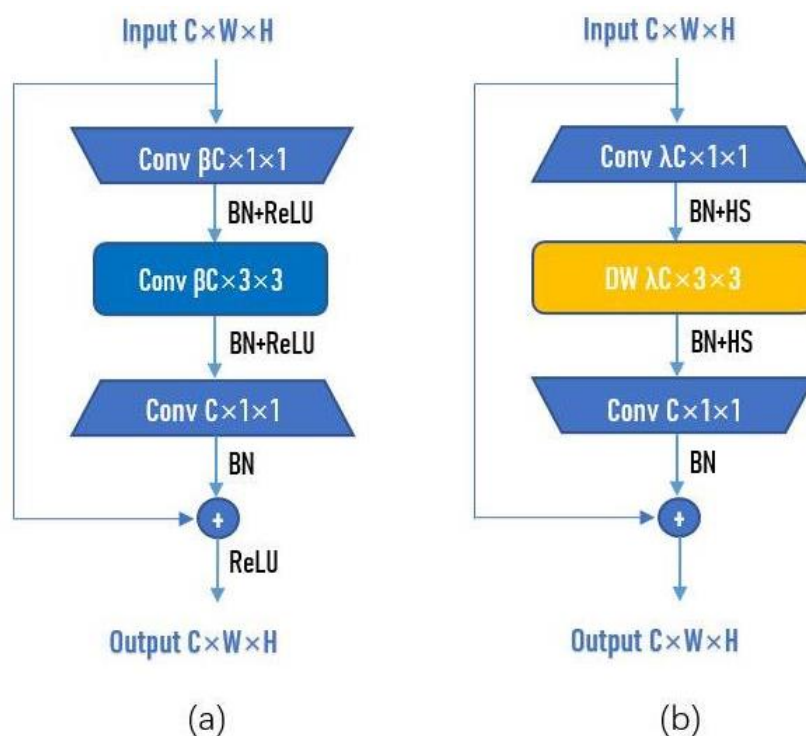 Input C×W×H
Conv βC×1×1
BN+ReLU
Conv βC×3×3
BN+ReLU
Conv C×1×1
BN
+
ReLU
Output C×W×H
(a)
Input C×W×H
Conv λC×1×1
BN+HS
DW λC×3×3
BN+HS
Conv C×1×1
BN
+
Output C×W×H
(b)